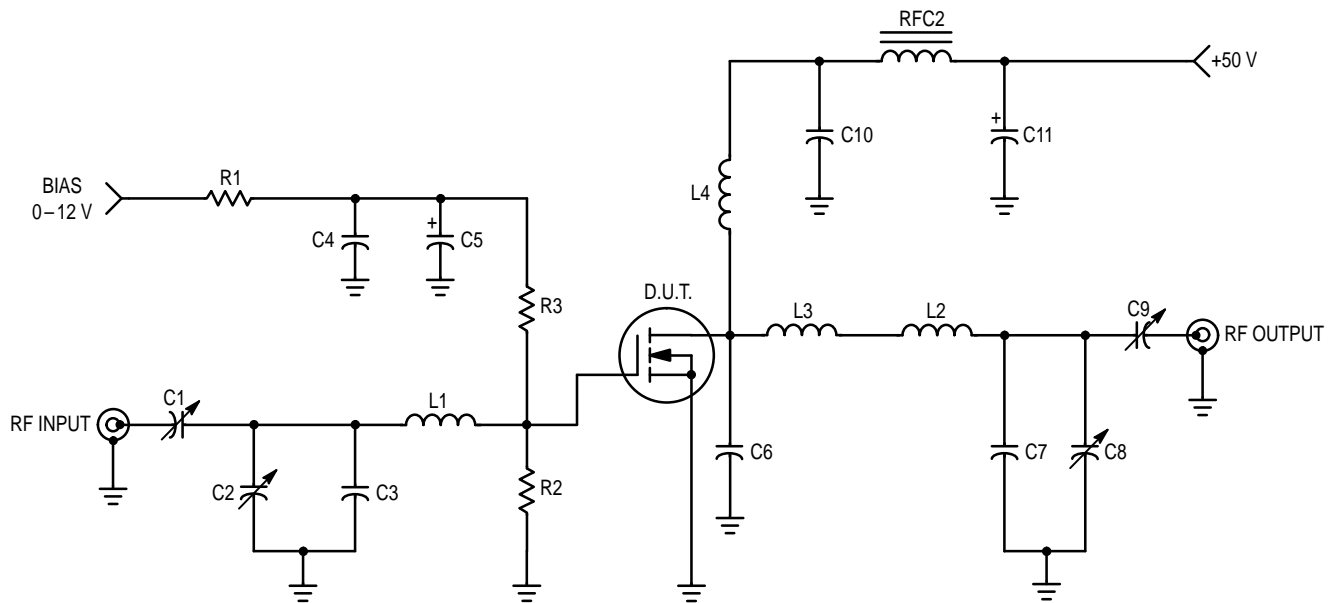 RFC2
+50 V
C10
+
C11
R1
BIAS
0–12 V
L4
+
C4
C5
D.U.T.
R3
L3
L2
C9
RF OUTPUT
C1
L1
RF INPUT
C6
C7
C8
C2
C3
R2